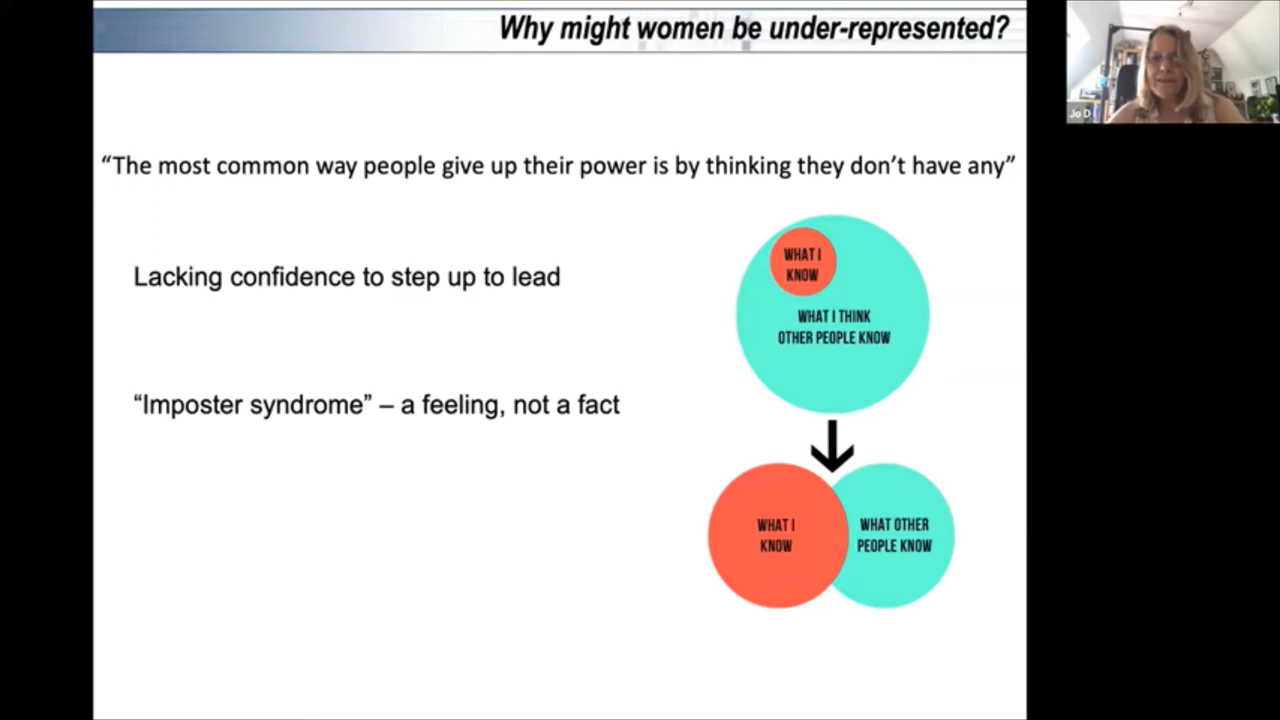 Why might women be under-represented?
Jo D
“The most common way people give up their power is by thinking they don’t have any”
Lacking confidence to step up to lead
“Imposter syndrome” – a feeling, not a fact
WHAT I
KNOW
WHAT I THINK
OTHER PEOPLE KNOW
WHAT I
KNOW
WHAT OTHER
PEOPLE KNOW